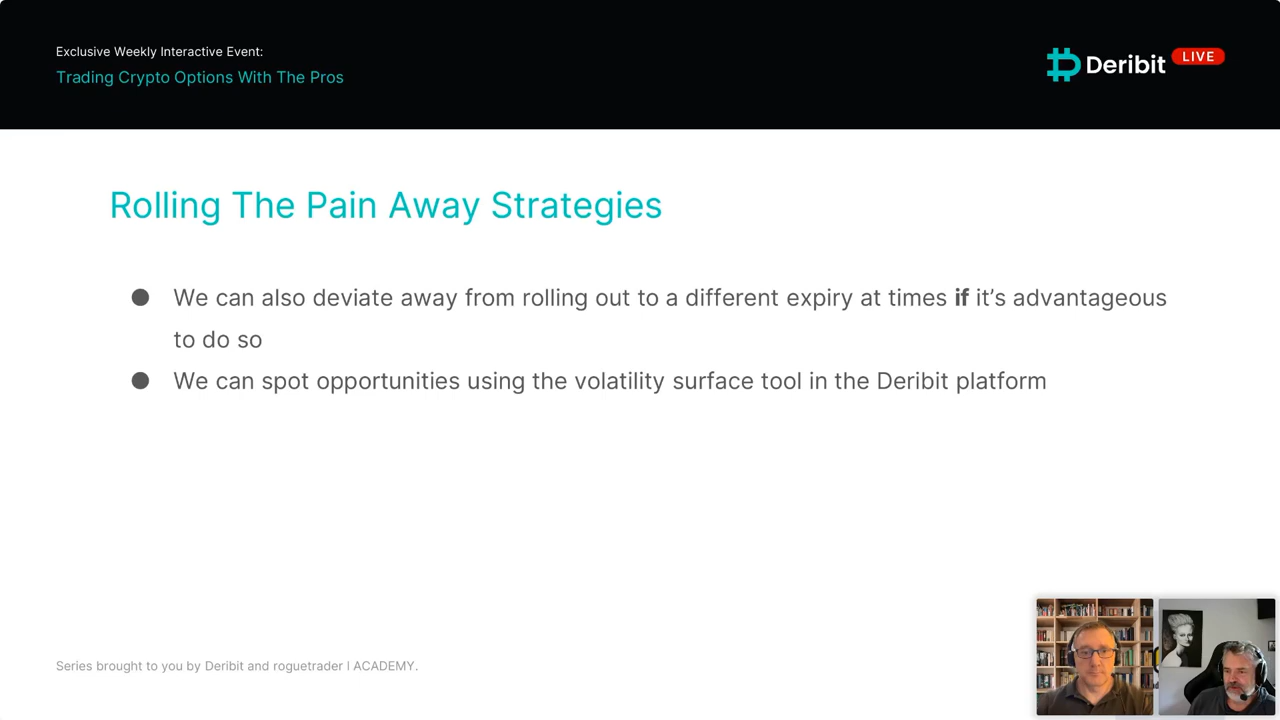 Exclusive Weekly Interactive Event:
Trading Crypto Options With The Pros
Deribit LIVE
Rolling The Pain Away Strategies
● We can also deviate away from rolling out to a different expiry at times if it’s advantageous
to do so
● We can spot opportunities using the volatility surface tool in the Deribit platform
Series brought to you by Deribit and roguetrader | ACADEMY.